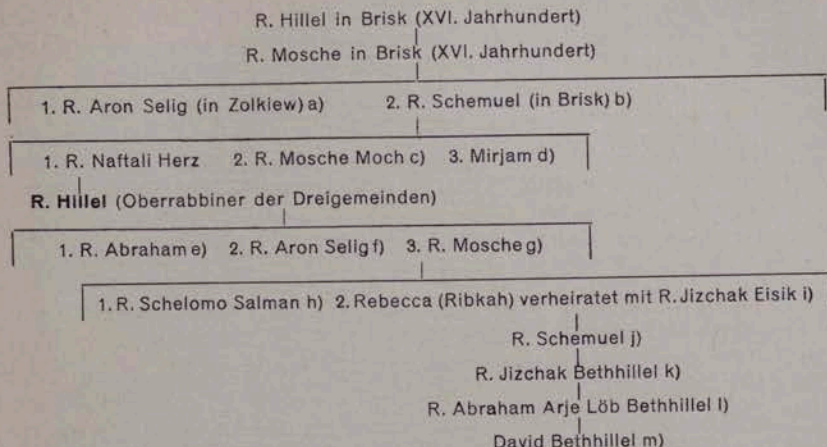 R. Hillel in Brisk (XVI. Jahrhundert)
R. Mosche in Brisk (XVI. Jahrhundert)
1. R. Aron Selig (in Zolkiew) a) 2. R. Schemuel (in Brisk) b)
1. R. Naftali Herz 2. R. Mosche Moch c) 3. Mirjam d)
R. Hillel (Oberrabbiner der Dreigemeinden)
1. R. Abraham e) 2. R. Aron Selig f) 3. R. Mosche g)
1. R. Schelomo Salman h) 2. Rebecca (Ribkah) verheiratet mit R. Jizchak Eisik i)
R. Schemuel j)
R. Jizchak Bethhillel k)
R. Abraham Arje Löb Bethhillel l)
David Bethhillel m)